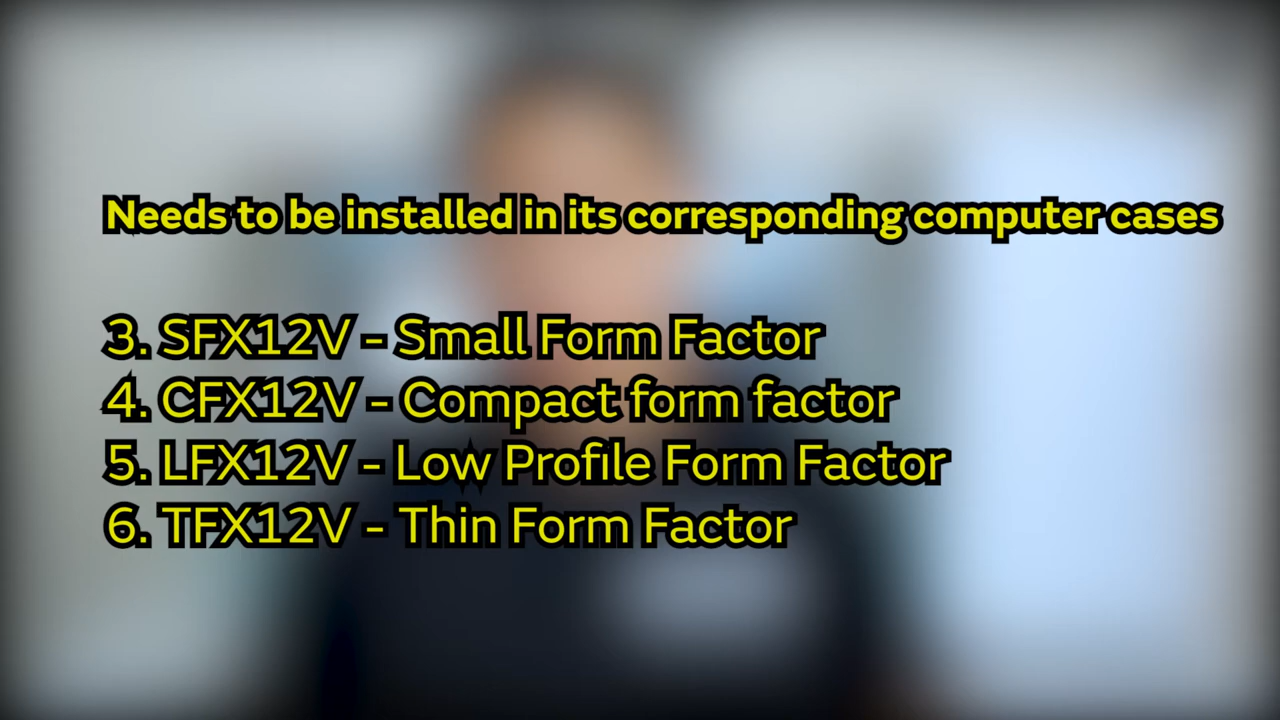 Needs to be installed in its corresponding computer cases
3. SFX12V - Small Form Factor
4. CFX12V - Compact form factor
5. LFX12V - Low Profile Form Factor
6. TFX12V - Thin Form Factor